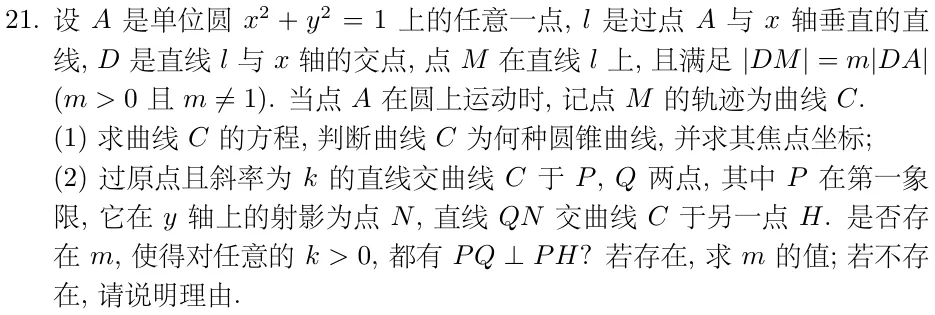 21. 设 A 是单位圆 x² + y² = 1 上的任意一点, l 是过点 A 与 x 轴垂直的直
线, D 是直线 l 与 x 轴的交点, 点 M 在直线 l 上, 且满足 |DM| = m|DA|
(m > 0 且 m ≠ 1). 当点 A 在圆上运动时, 记点 M 的轨迹为曲线 C.
(1) 求曲线 C 的方程, 判断曲线 C 为何种圆锥曲线, 并求其焦点坐标;
(2) 过原点且斜率为 k 的直线交曲线 C 于 P, Q 两点, 其中 P 在第一象
限, 它在 y 轴上的射影为点 N, 直线 QN 交曲线 C 于另一点 H. 是否存
在 m, 使得对任意的 k > 0, 都有 PQ ⊥ PH? 若存在, 求 m 的值; 若不存
在, 请说明理由.